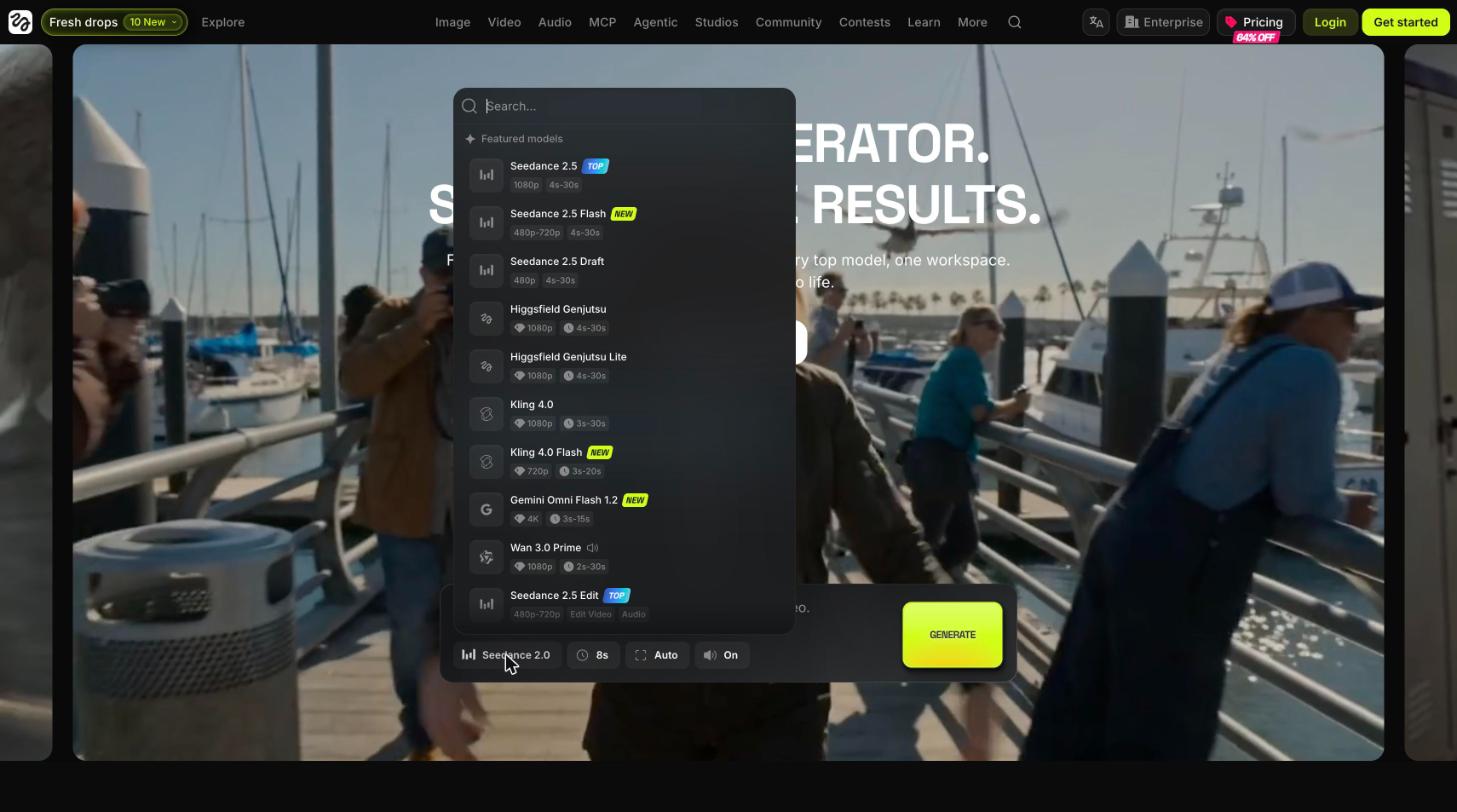 Fresh drops 10 New Explore Image Video Audio MCP Agentic Studios Community Contests Learn More Enterprise Pricing Login Get started
64% OFF
Search...
ERATOR.
Featured models
Seedance 2.5 TOP
1080p 4s-30s
S E RESULTS.
Seedance 2.5 Flash NEW
480p-720p 4s-30s
F ry top model, one workspace.
Seedance 2.5 Draft
480p 4s-30s
o life.
Higgsfield Genjutsu
1080p 4s-30s
Higgsfield Genjutsu Lite
1080p 4s-30s
Kling 4.0
1080p 3s-30s
Kling 4.0 Flash NEW
720p 3s-20s
Gemini Omni Flash 1.2 NEW
4K 3s-15s
Wan 3.0 Prime
1080p 2s-30s
Seedance 2.5 Edit TOP
480p-720p Edit Video Audio
eo.
GENERATE
Seedance 2.0 8s Auto On